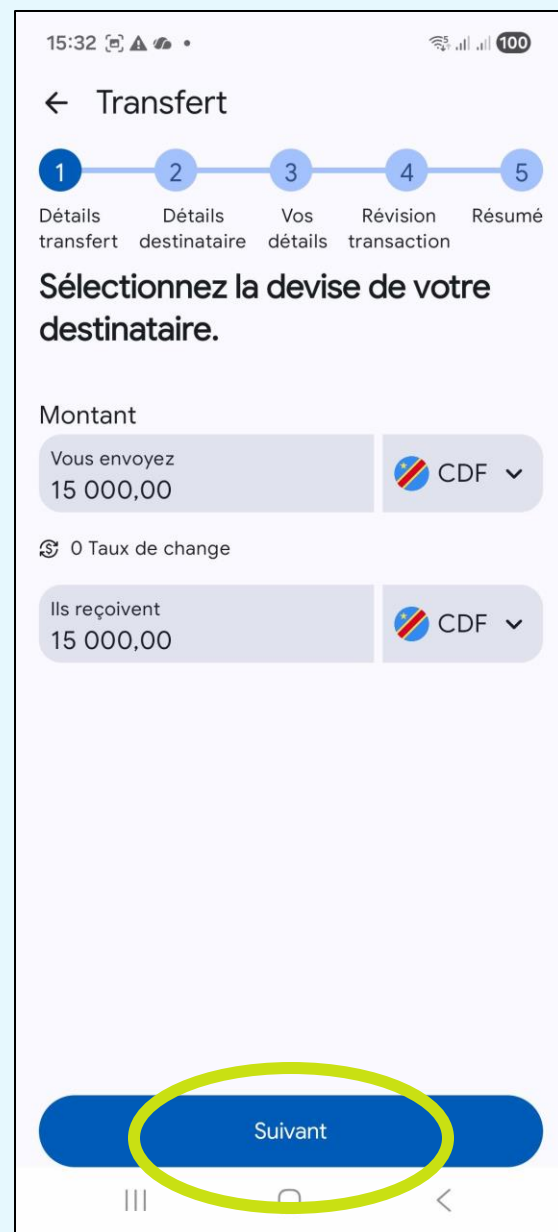 15:32
100
← Transfert
1 2 3 4 5
Détails transfert
Détails destinataire
Vos détails
Révision transaction
Résumé
Sélectionnez la devise de votre
destinataire.
Montant
Vous envoyez
15 000,00
CDF
0 Taux de change
Ils reçoivent
15 000,00
CDF
Suivant